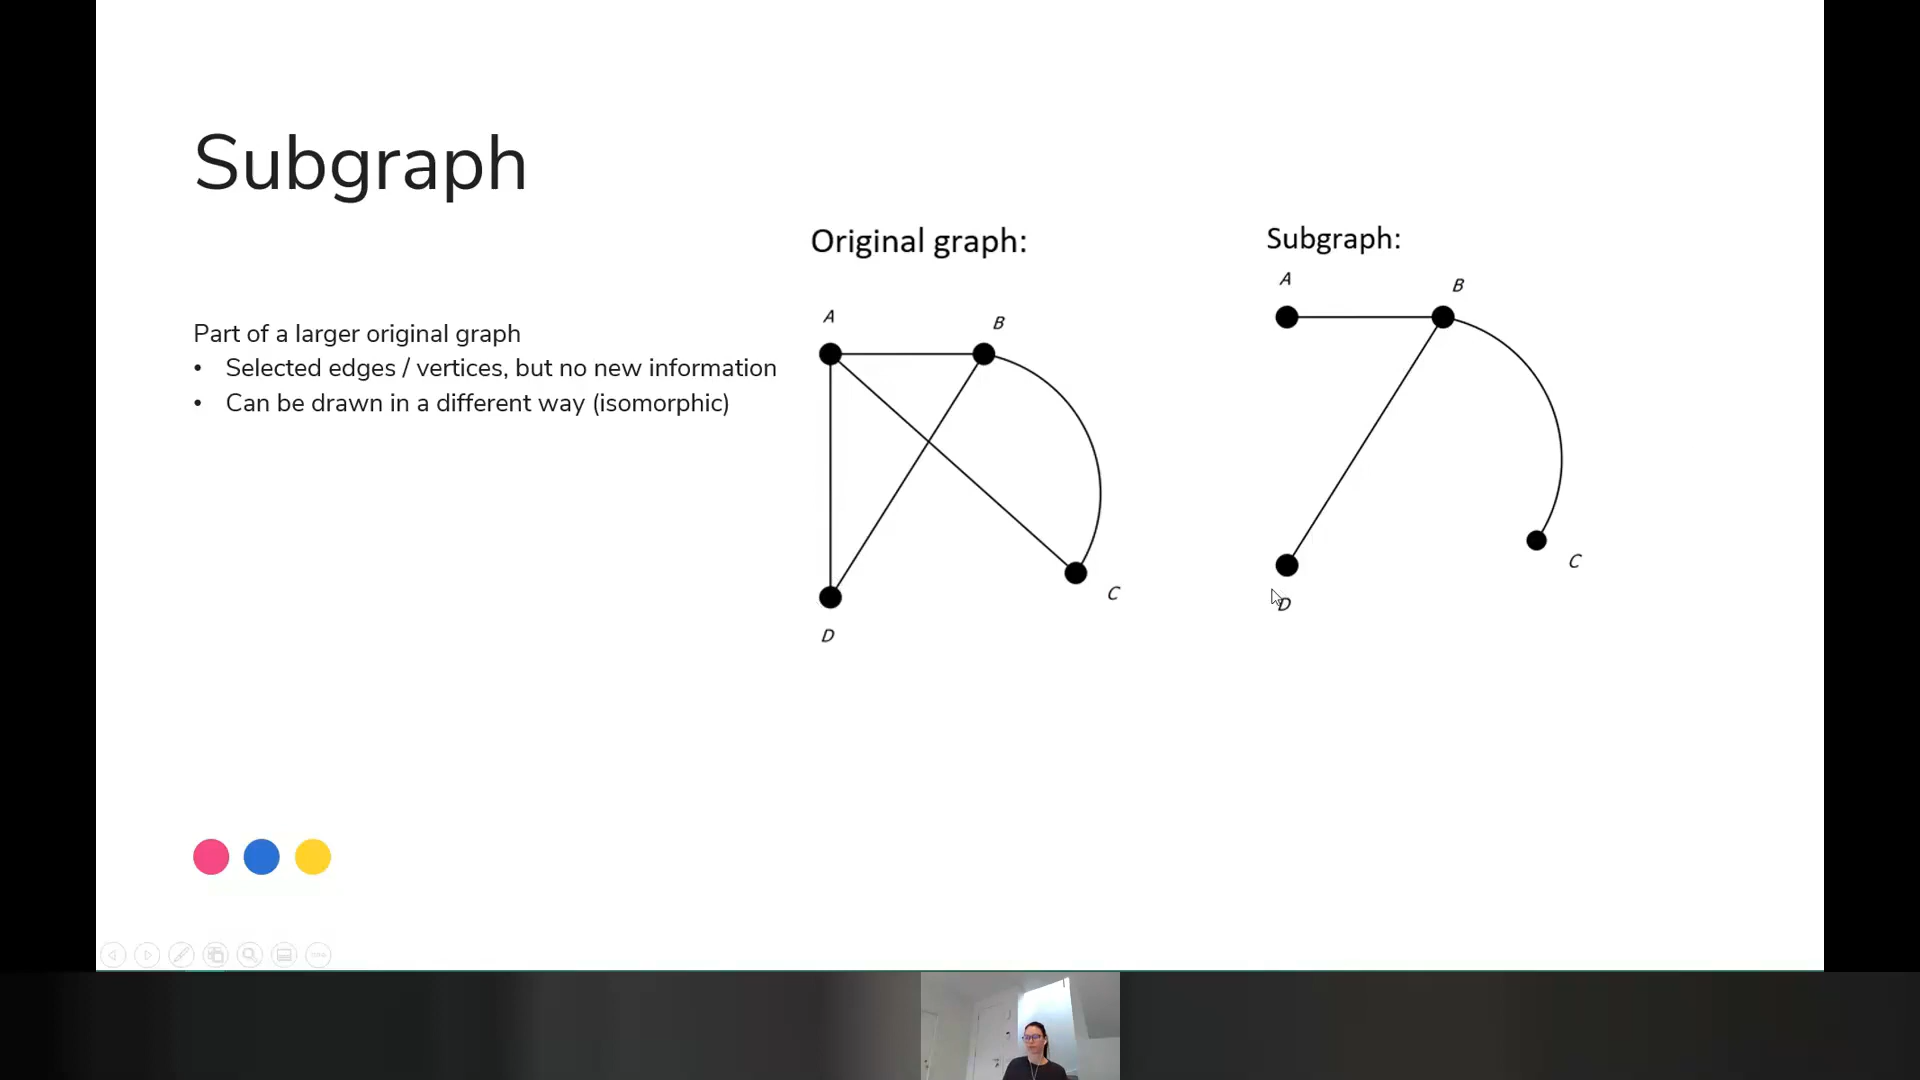 Subgraph
Part of a larger original graph
• Selected edges / vertices, but no new information
• Can be drawn in a different way (isomorphic)
Original graph:
A
B
C
D
Subgraph:
A
B
C
D